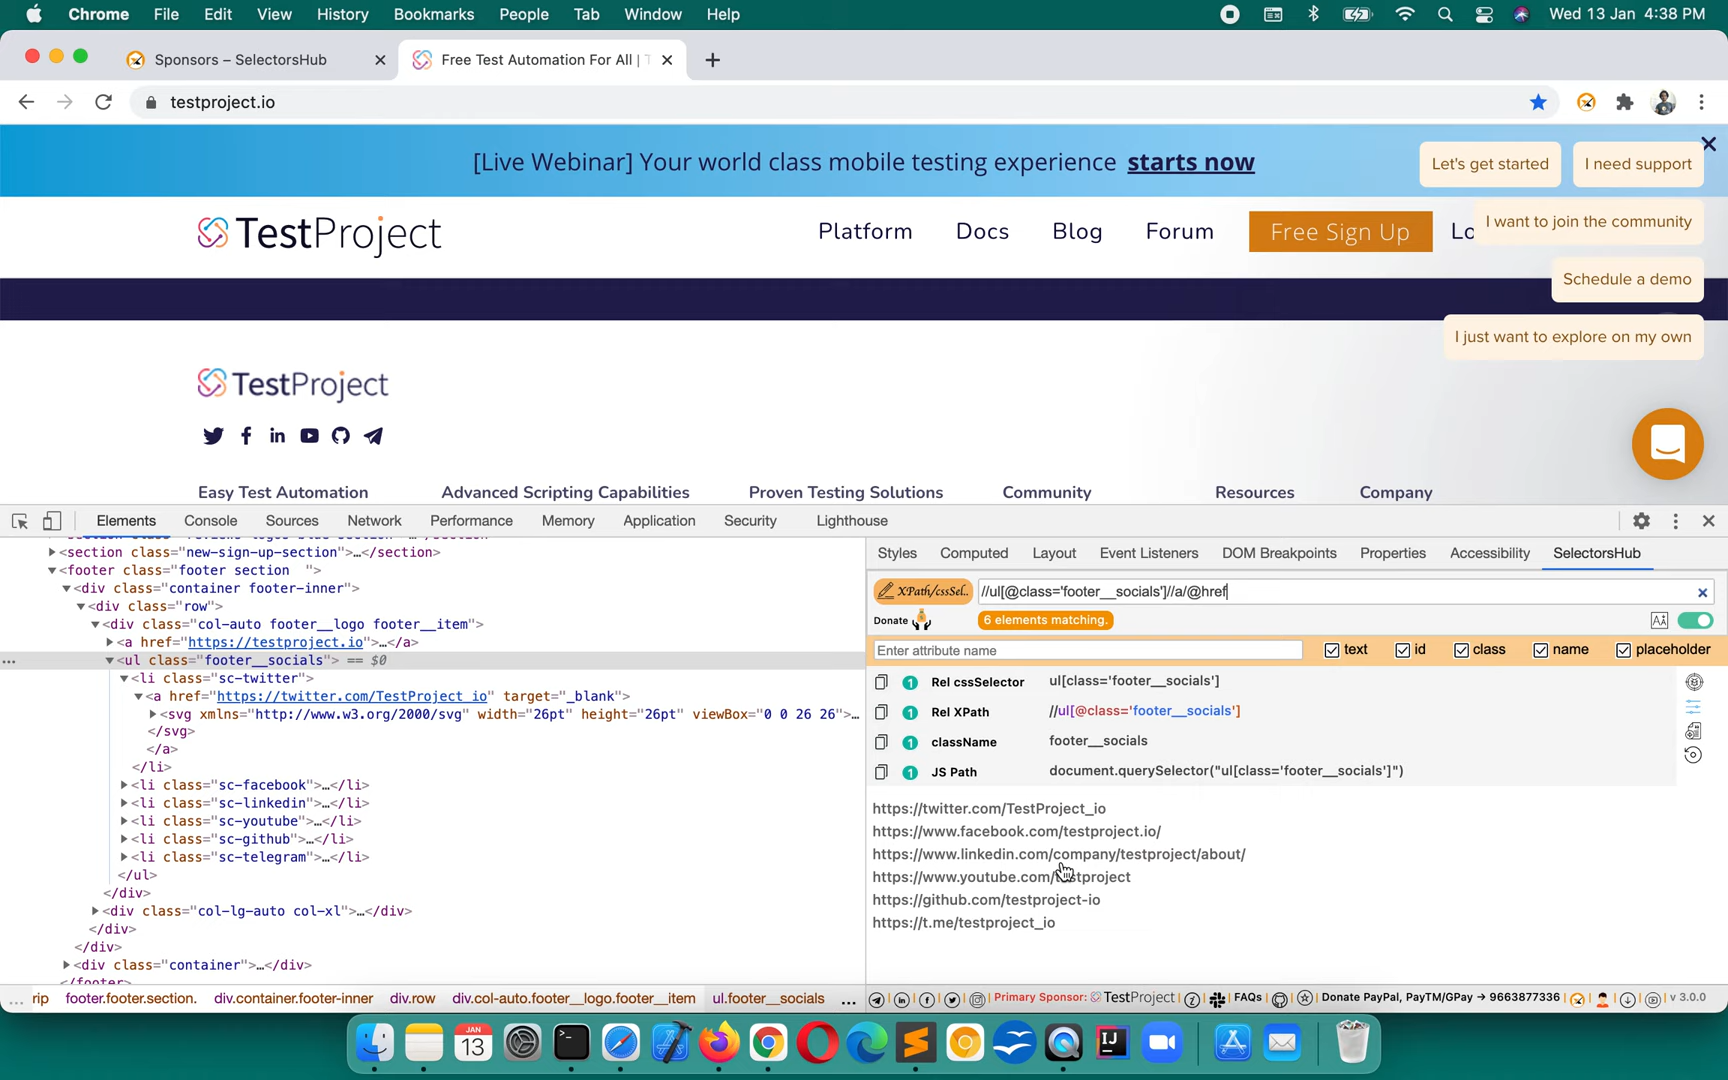 Chrome File Edit View History Bookmarks People Tab Window Help Wed 13 Jan 4:38 PM
Sponsors – SelectorsHub
Free Test Automation For All |
testproject.io
[Live Webinar] Your world class mobile testing experience starts now
Let's get started
I need support
TestProject
Platform Docs Blog Forum Free Sign Up Lo
I want to join the community
Schedule a demo
I just want to explore on my own
TestProject
Easy Test Automation Advanced Scripting Capabilities Proven Testing Solutions Community Resources Company
Elements Console Sources Network Performance Memory Application Security Lighthouse
<section class="new-sign-up-section">…</section>
<footer class="footer section  ">
<div class="container footer-inner">
<div class="row">
<div class="col-auto footer__logo footer__item">
<a href="https://testproject.io">…</a>
… <ul class="footer__socials"> == $0
<li class="sc-twitter">
<a href="https://twitter.com/TestProject_io" target="_blank">
<svg xmlns="http://www.w3.org/2000/svg" width="26pt" height="26pt" viewBox="0 0 26 26">…
</svg>
</a>
</li>
<li class="sc-facebook">…</li>
<li class="sc-linkedin">…</li>
<li class="sc-youtube">…</li>
<li class="sc-github">…</li>
<li class="sc-telegram">…</li>
</ul>
</div>
<div class="col-lg-auto col-xl">…</div>
</div>
</div>
<div class="container">…</div>
</footer>
… rip footer.footer.section. div.container.footer-inner div.row div.col-auto.footer__logo.footer__item ul.footer__socials …
Styles Computed Layout Event Listeners DOM Breakpoints Properties Accessibility SelectorsHub
XPath/cssSel.. //ul[@class='footer__socials']//a/@href
Donate 6 elements matching.
Enter attribute name text id class name placeholder
1 Rel cssSelector ul[class='footer__socials']
1 Rel XPath //ul[@class='footer__socials']
1 className footer__socials
1 JS Path document.querySelector("ul[class='footer__socials']")
https://twitter.com/TestProject_io
https://www.facebook.com/testproject.io/
https://www.linkedin.com/company/testproject/about/
https://www.youtube.com/testproject
https://github.com/testproject-io
https://t.me/testproject_io
Primary Sponsor: TestProject | FAQs | Donate PayPal, PayTM/GPay → 9663877336 | v 3.0.0
JAN
13
IJ